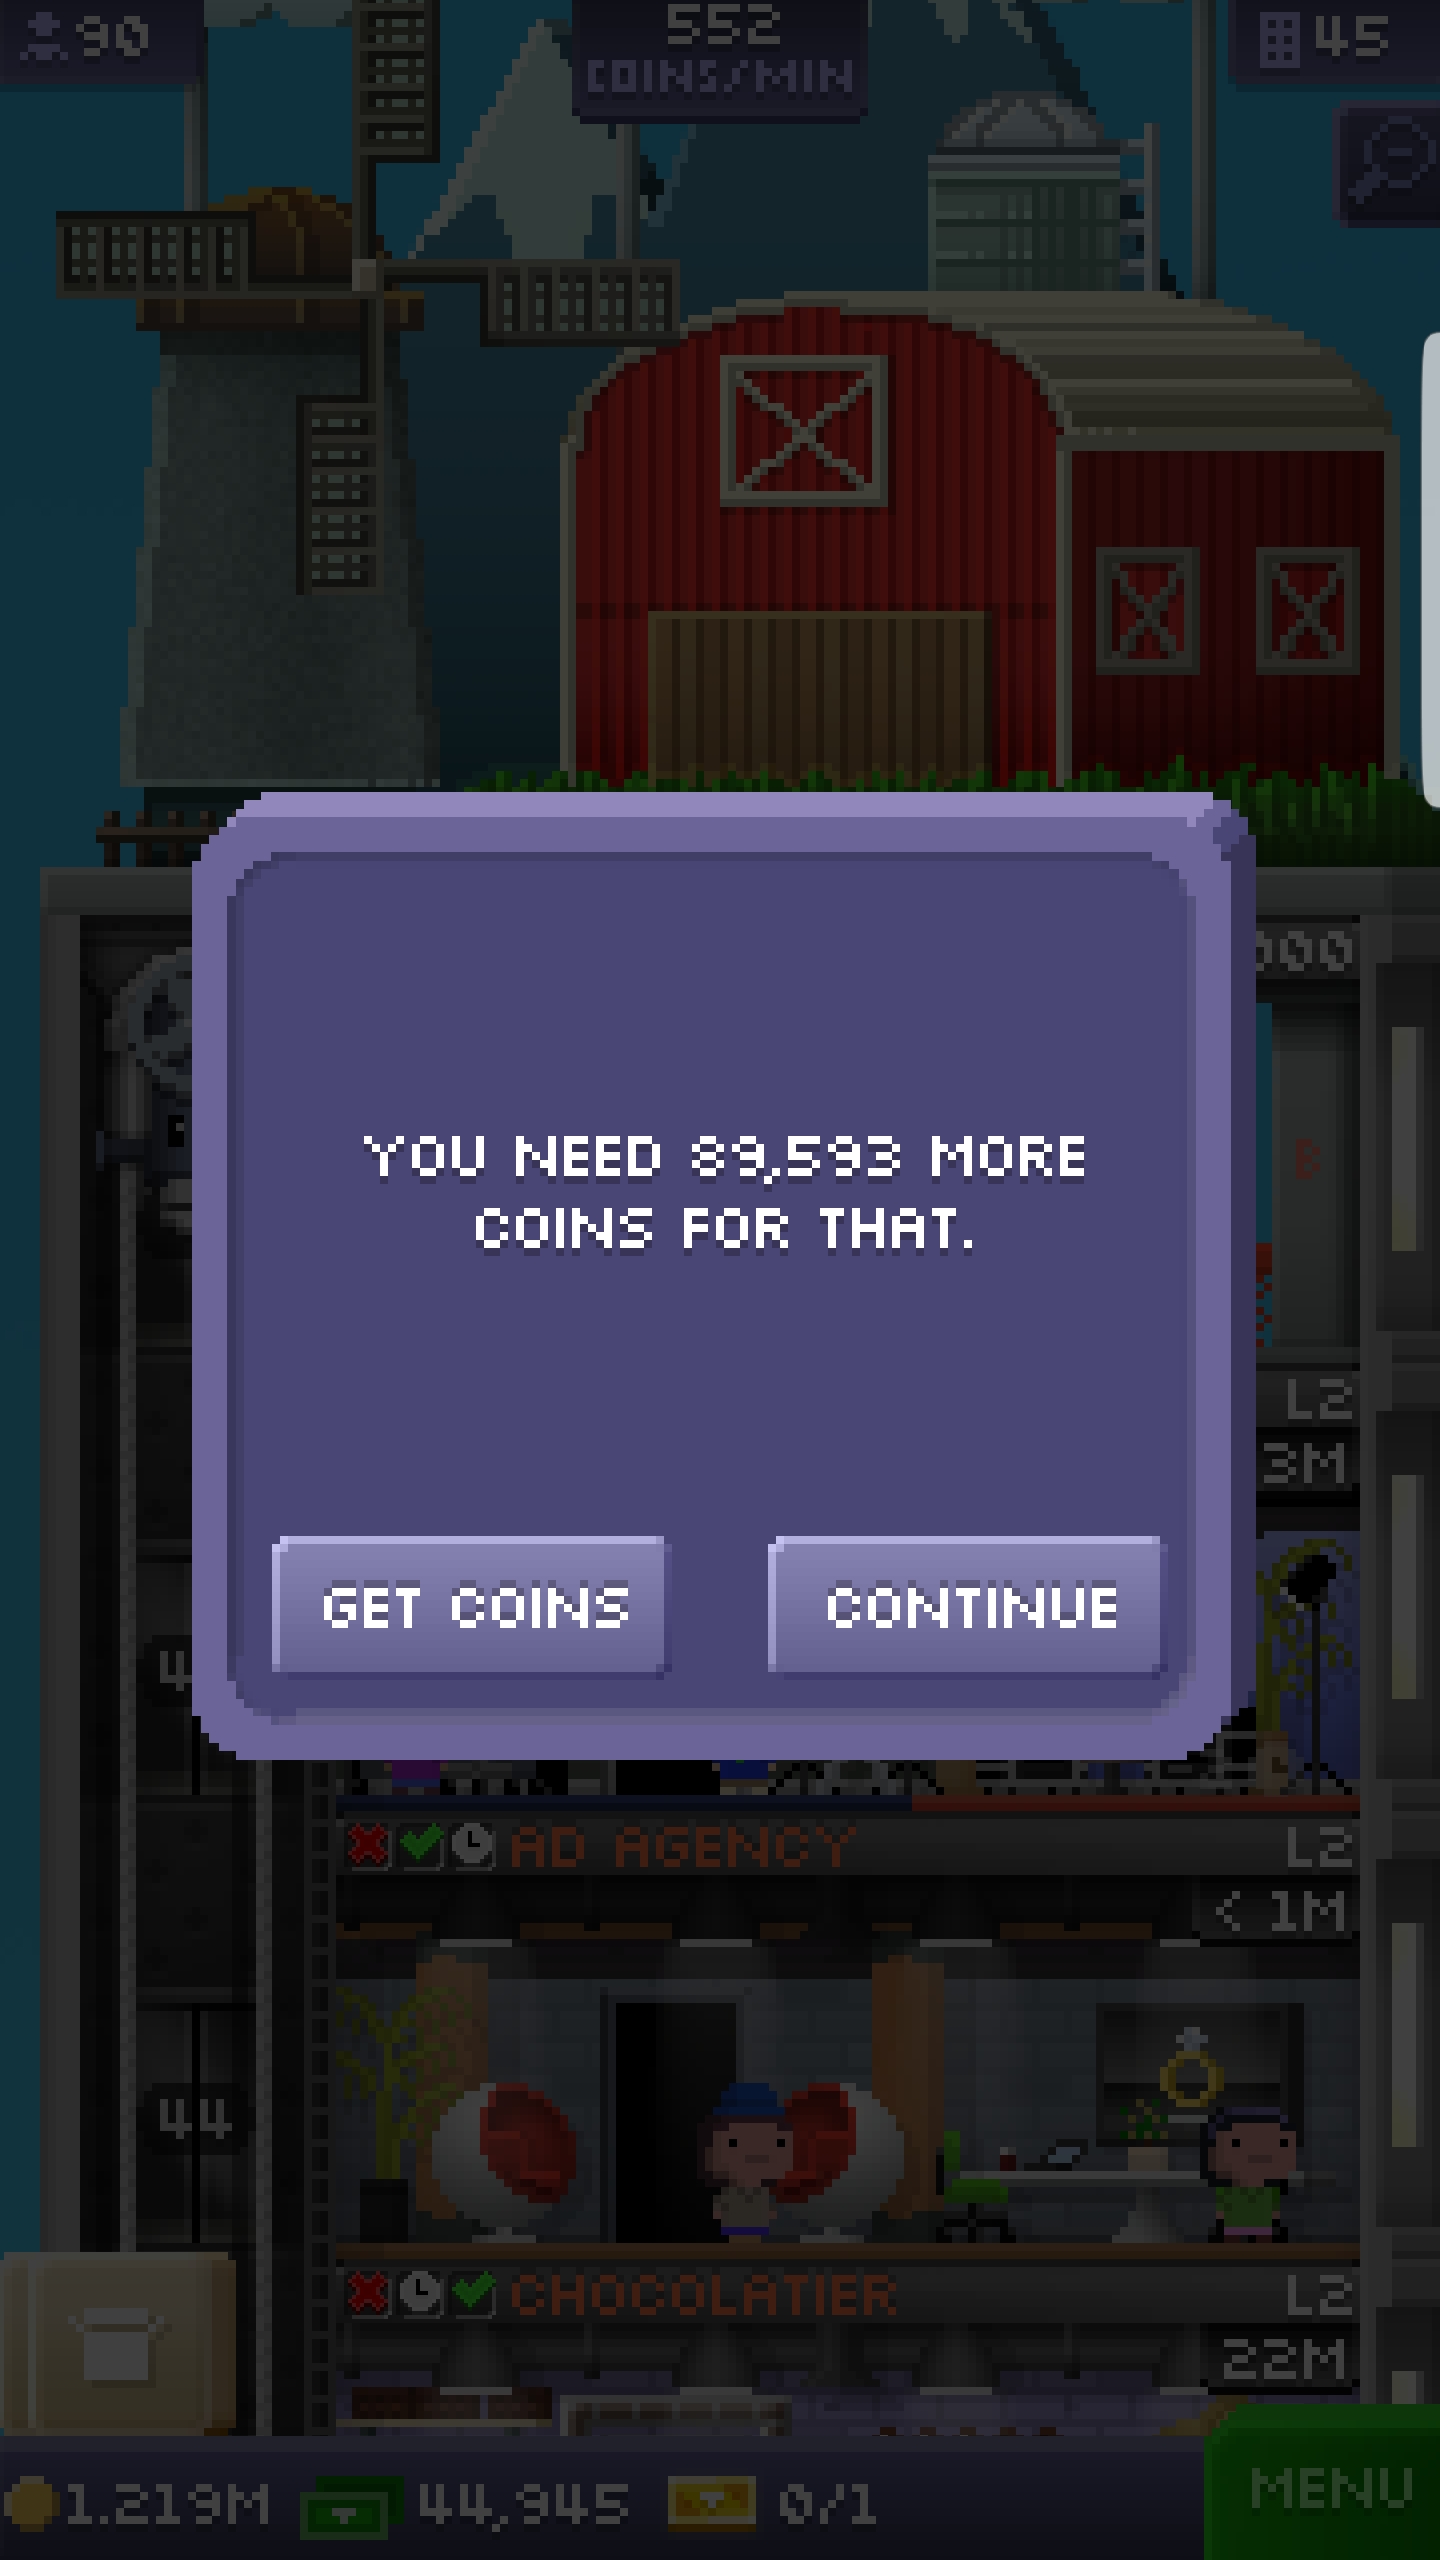 90
552
COINS/MIN
45
000
B
L2
3M
YOU NEED 89,593 MORE
COINS FOR THAT.
GET COINS
CONTINUE
4
AD AGENCY
L2
< 1M
44
CHOCOLATIER
L2
22M
1.219M
44,945
0/1
MENU